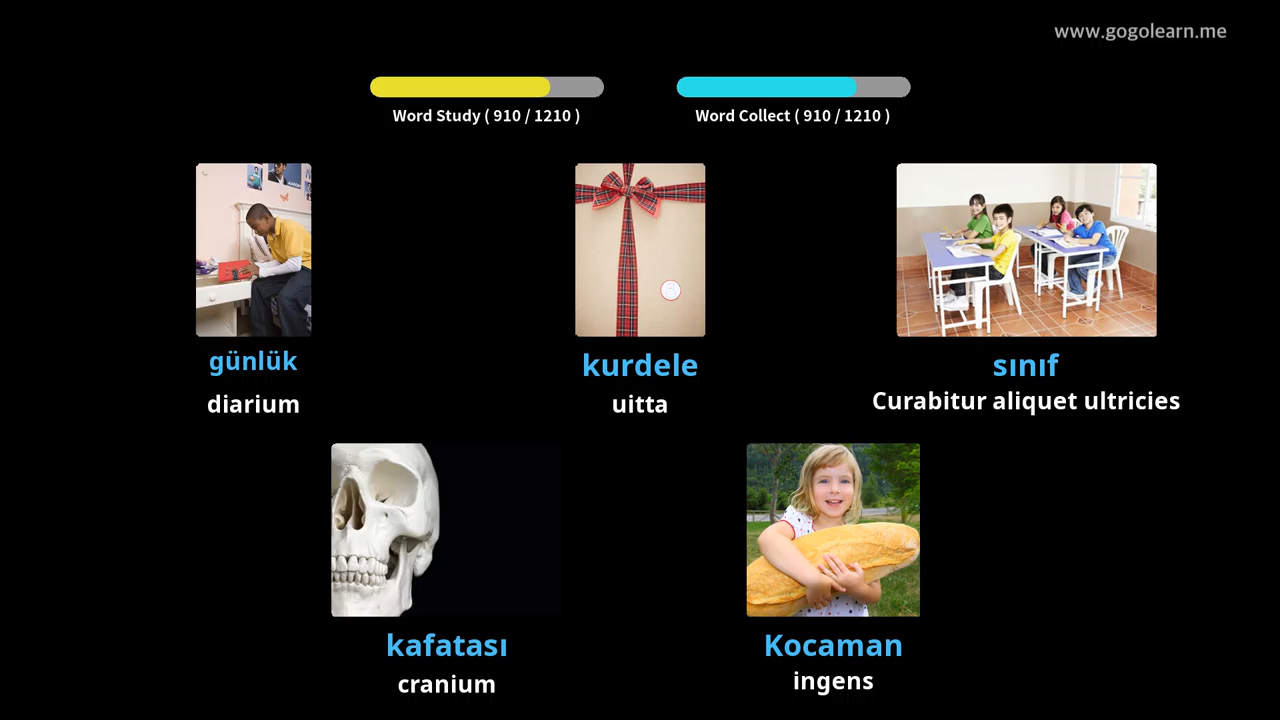 www.gogolearn.me
Word Study ( 910 / 1210 )
Word Collect ( 910 / 1210 )
günlük
diarium
kurdele
uitta
sınıf
Curabitur aliquet ultricies
kafatası
cranium
Kocaman
ingens